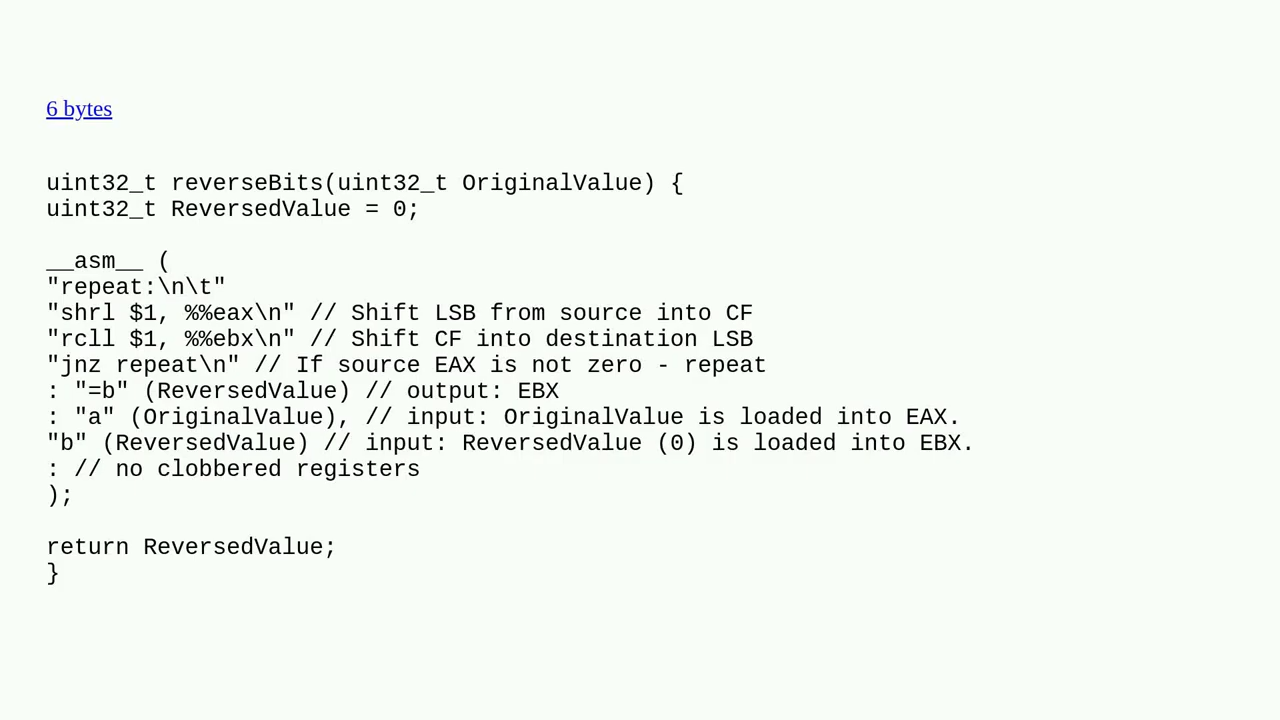 6 bytes
uint32_t reverseBits(uint32_t OriginalValue) {
uint32_t ReversedValue = 0;
__asm__ (
"repeat:\n\t"
"shrl $1, %%eax\n" // Shift LSB from source into CF
"rcll $1, %%ebx\n" // Shift CF into destination LSB
"jnz repeat\n" // If source EAX is not zero - repeat
: "=b" (ReversedValue) // output: EBX
: "a" (OriginalValue), // input: OriginalValue is loaded into EAX.
"b" (ReversedValue) // input: ReversedValue (0) is loaded into EBX.
: // no clobbered registers
);
return ReversedValue;
}